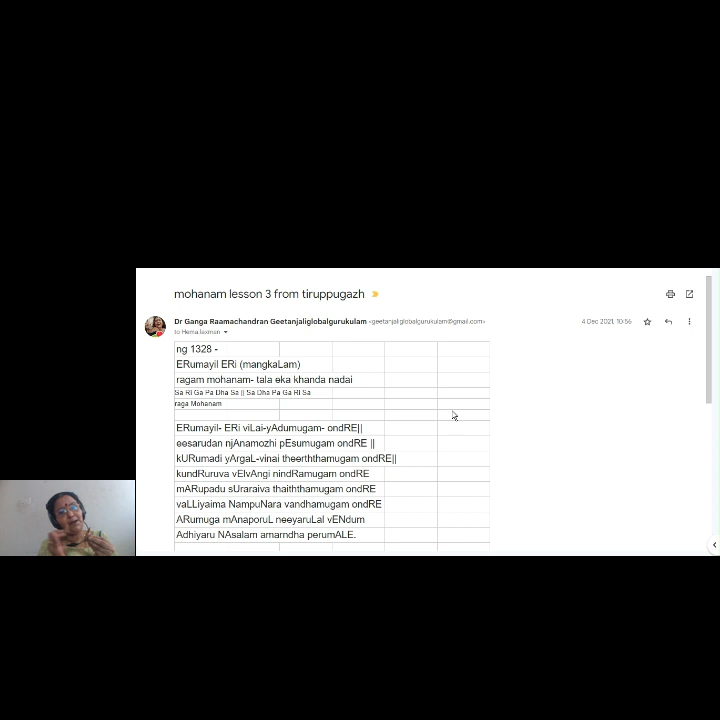 mohanam lesson 3 from tiruppugazh
Dr Ganga Raamachandran Geetanjaliglobalgurukulam <geetanjaliglobalgurukulam@gmail.com>
4 Dec 2021, 10:56
to Hema.laxman
ng 1328 -
ERumayil ERi (mangkaLam)
ragam mohanam- tala eka khanda nadai
Sa Ri Ga Pa Dha Sa || Sa Dha Pa Ga Ri Sa
raga Mohanam
ERumayil- ERi viLai-yAdumugam- ondRE||
eesarudan njAnamozhi pEsumugam ondRE ||
kURumadi yArgaL-vinai theerththamugam ondRE||
kundRuruva vElvAngi nindRamugam ondRE
mARupadu sUraraiva thaiththamugam ondRE
vaLLiyaima NampuNara vandhamugam ondRE
ARumuga mAnaporuL neeyaruLal vENdum
Adhiyaru NAsalam amarndha perumALE.